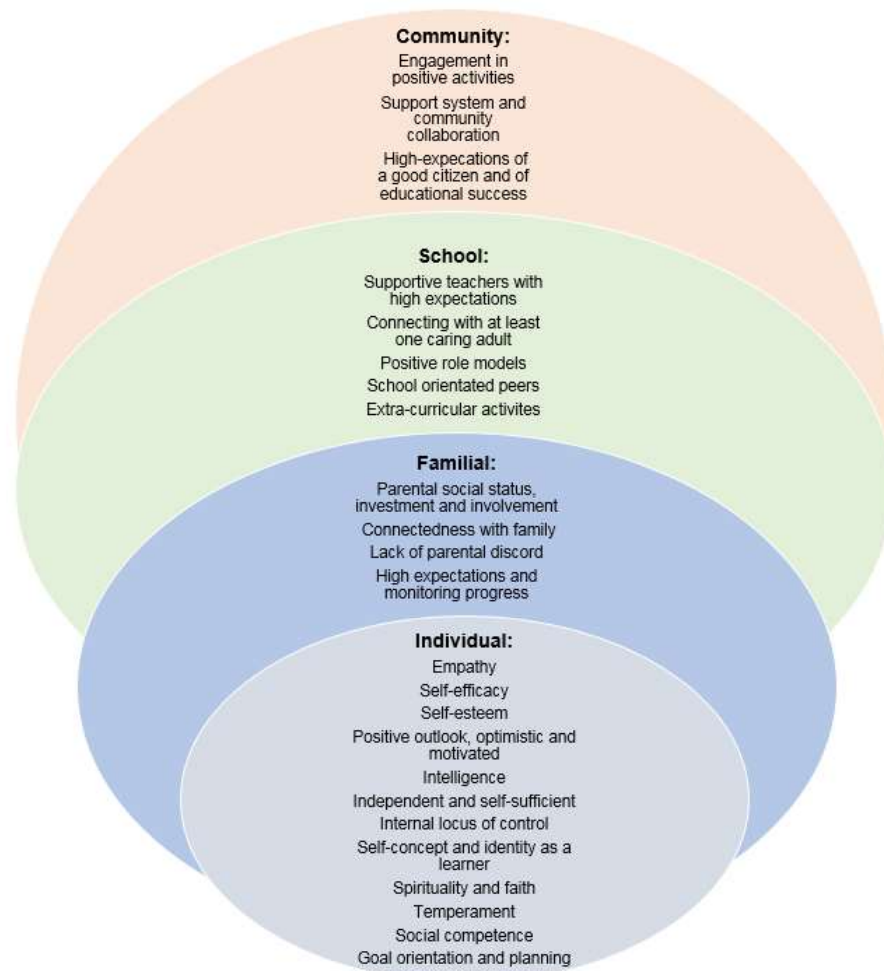 Community:
Engagement in
positive activities
Support system and
community
collaboration
High-expecations of
a good citizen and of
educational success
School:
Supportive teachers with
high expectations
Connecting with at least
one caring adult
Positive role models
School orientated peers
Extra-curricular activites
Familial:
Parental social status,
investment and involvement
Connectedness with family
Lack of parental discord
High expectations and
monitoring progress
Individual:
Empathy
Self-efficacy
Self-esteem
Positive outlook, optimistic and
motivated
Intelligence
Independent and self-sufficient
Internal locus of control
Self-concept and identity as a
learner
Spirituality and faith
Temperament
Social competence
Goal orientation and planning